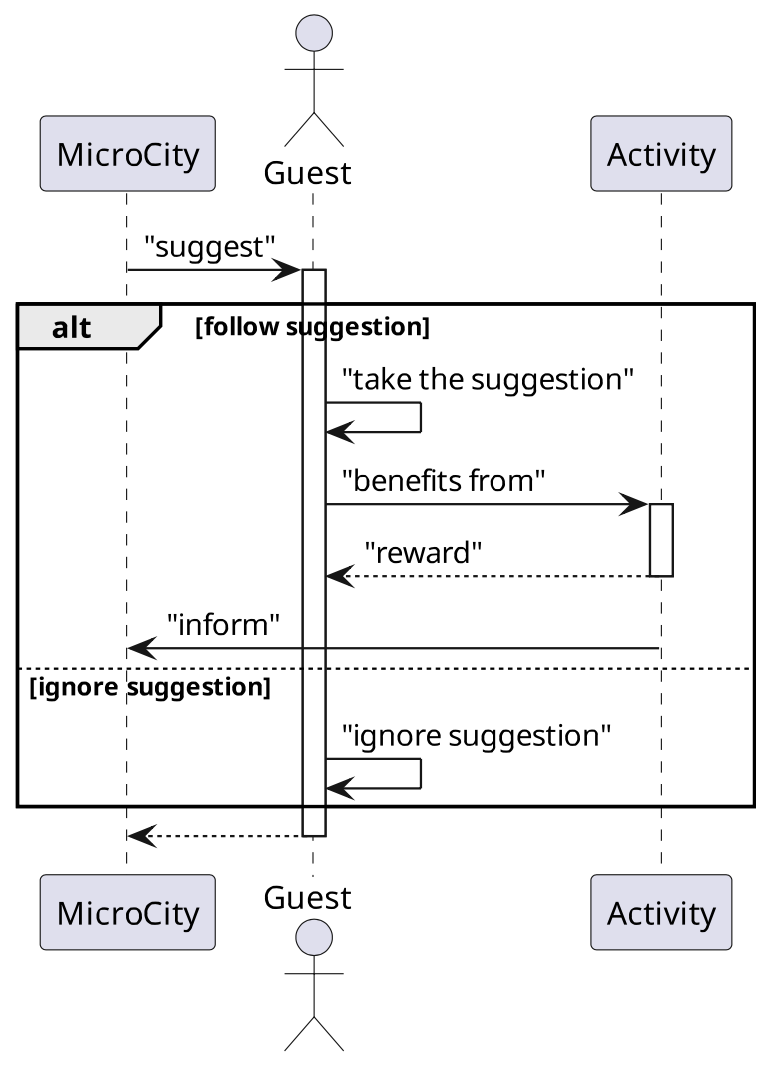 Guest
MicroCity
Activity
"suggest"
alt
[follow suggestion]
"take the suggestion"
"benefits from"
"reward"
"inform"
[ignore suggestion]
"ignore suggestion"
MicroCity
Guest
Activity